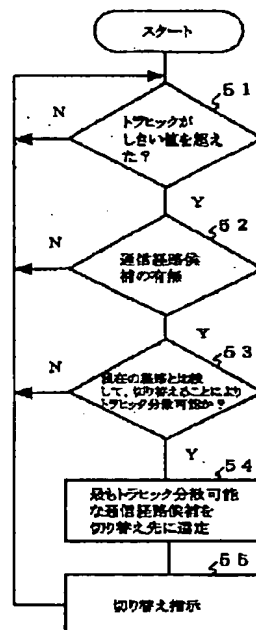 スタート
51
トラヒックが
しきい値を超え
た？
N
Y
52
通信経路候
補の有無
N
Y
53
現在の経路と比較
して、切り替えることにより
トラヒック分散可能か？
N
Y
54
最もトラヒック分散可能
な通信経路候補を
切り替え先に選定
55
切り替え指示